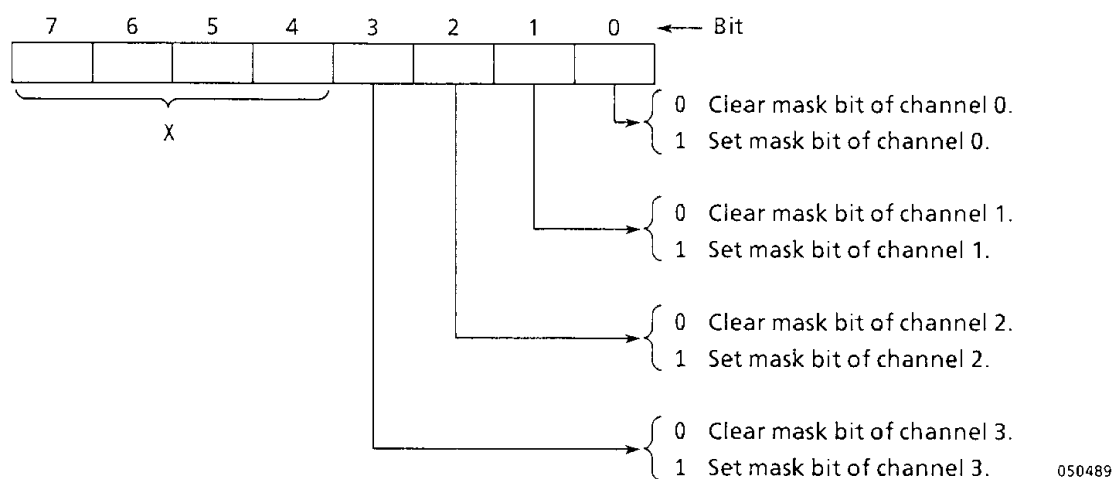 7 6 5 4 3 2 1 0 ← Bit
X
0 Clear mask bit of channel 0.
1 Set mask bit of channel 0.
0 Clear mask bit of channel 1.
1 Set mask bit of channel 1.
0 Clear mask bit of channel 2.
1 Set mask bit of channel 2.
0 Clear mask bit of channel 3.
1 Set mask bit of channel 3.
050489